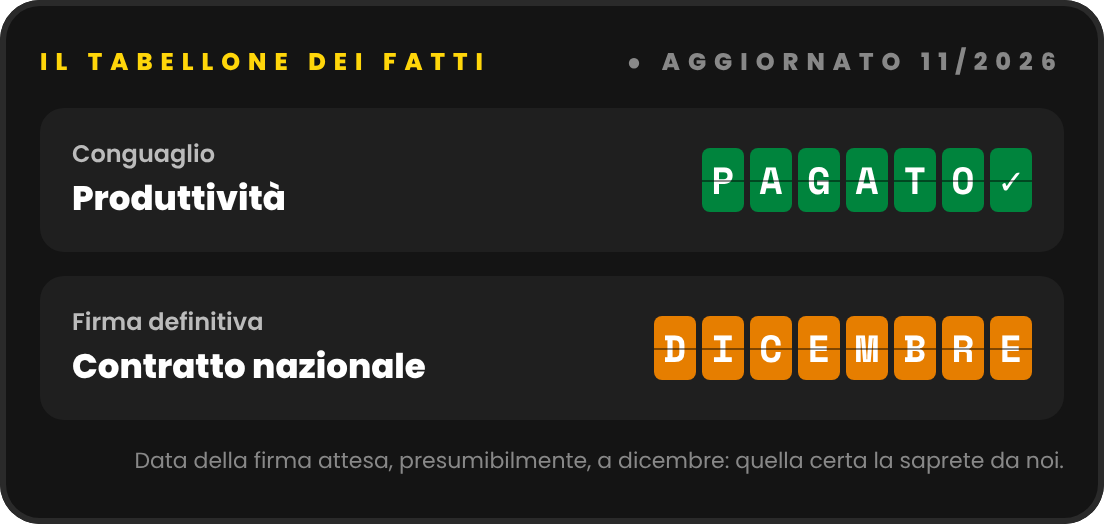 IL TABELLONE DEI FATTI
● AGGIORNATO 11/2026
Conguaglio
Produttività
PAGATO✓
Firma definitiva
Contratto nazionale
DICEMBRE
Data della firma attesa, presumibilmente, a dicembre: quella certa la saprete da noi.